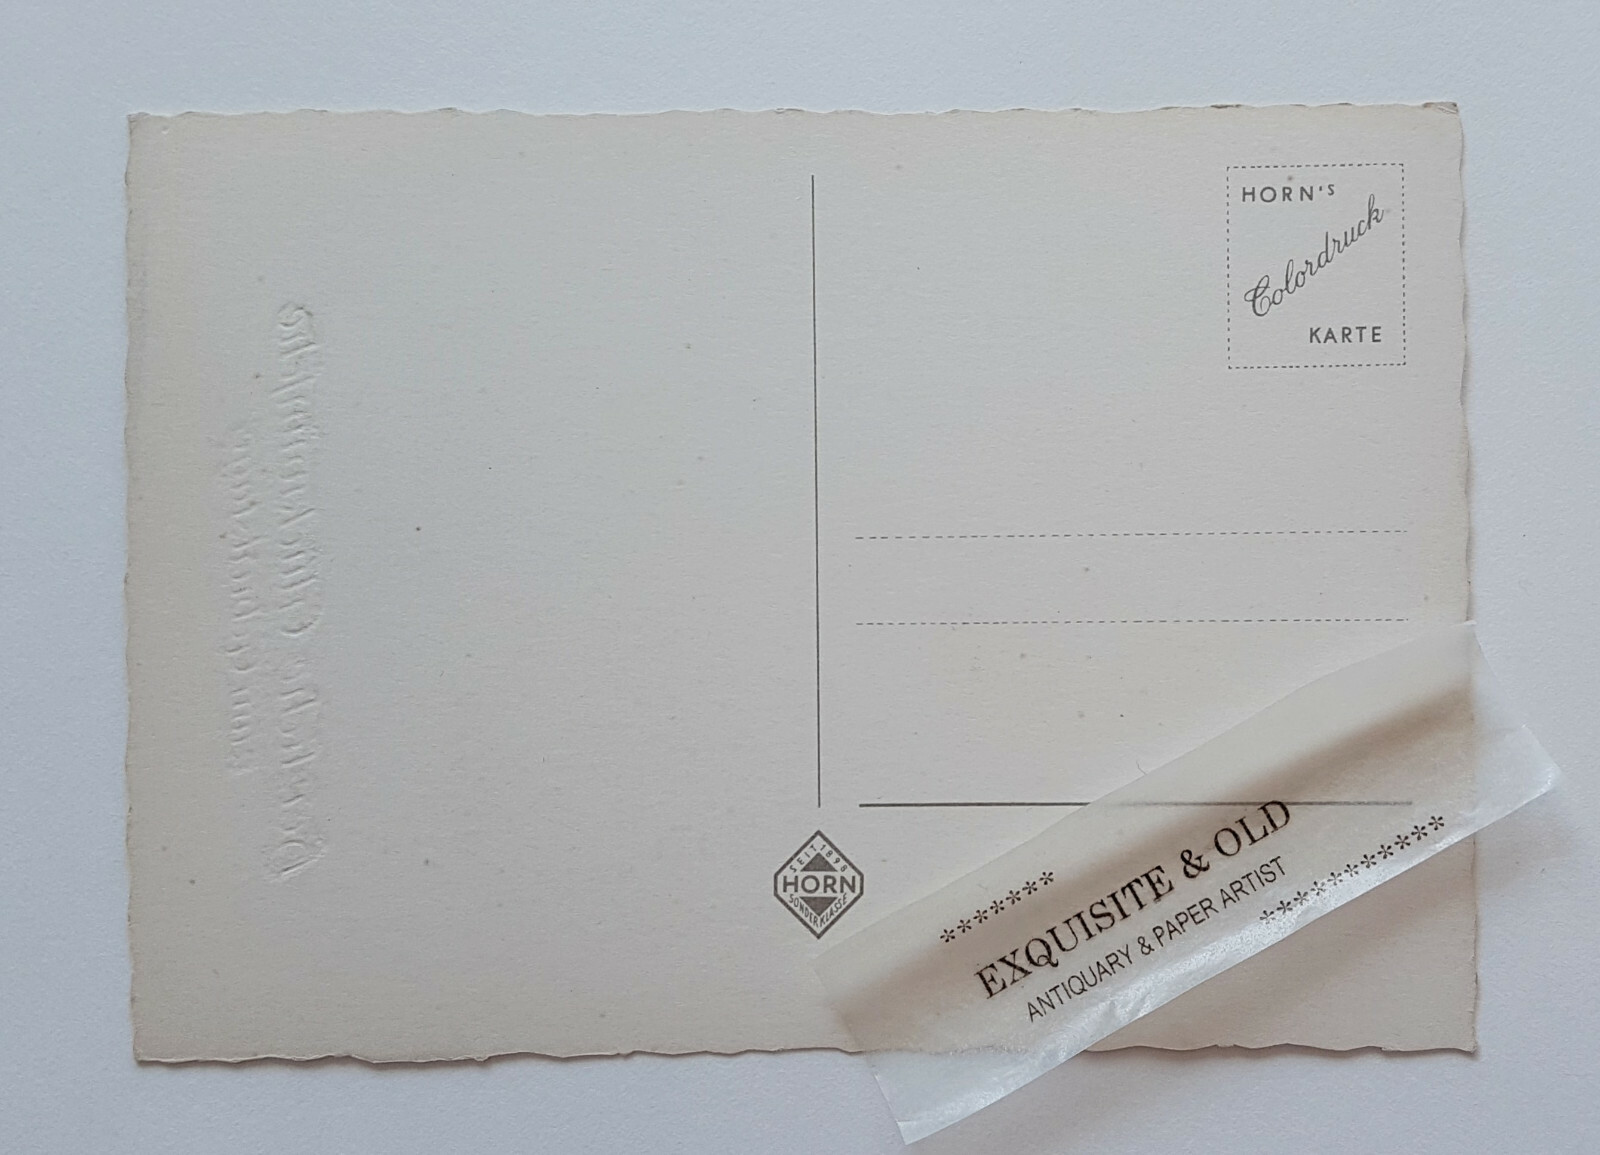 HORN'S
Colordruck
KARTE
SEIT 1898
HORN
SONDERKLASSE
*******
EXQUISITE & OLD
ANTIQUARY & PAPER ARTIST
***********